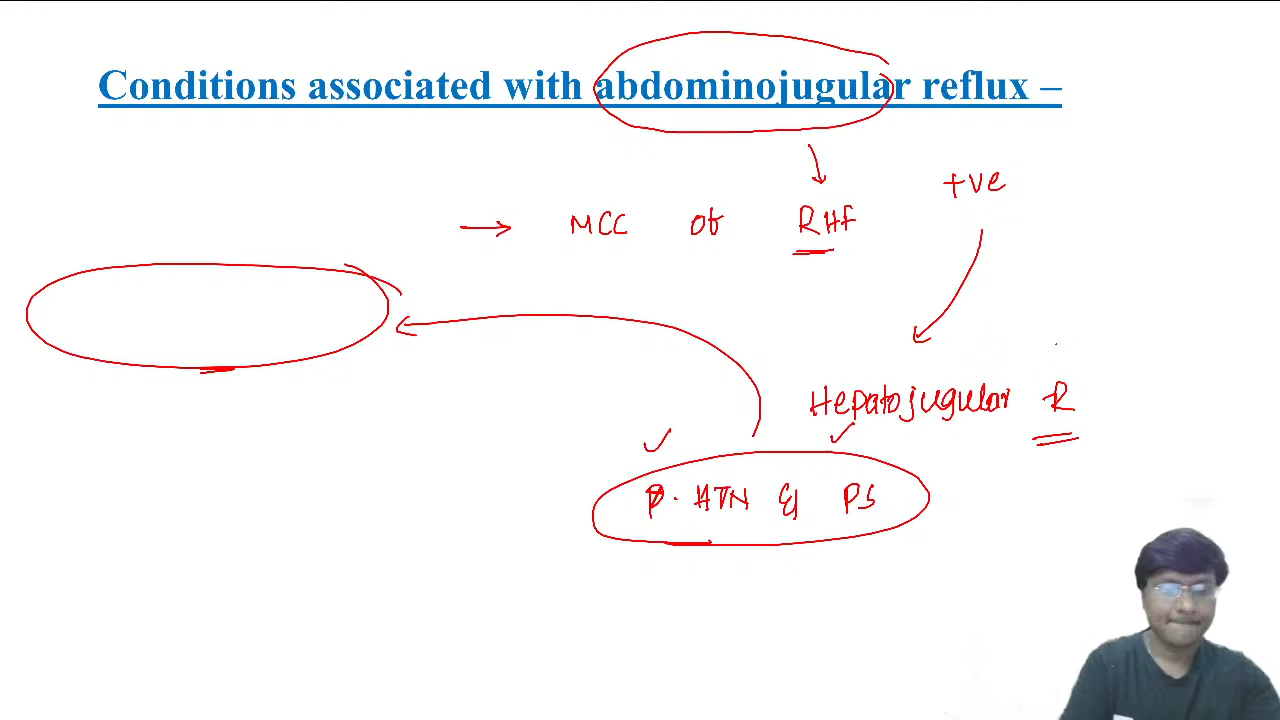 Conditions associated with abdominojugular reflux –
+ve
→ MCC of RHF
Hepatojugular R
P. HTN & PS